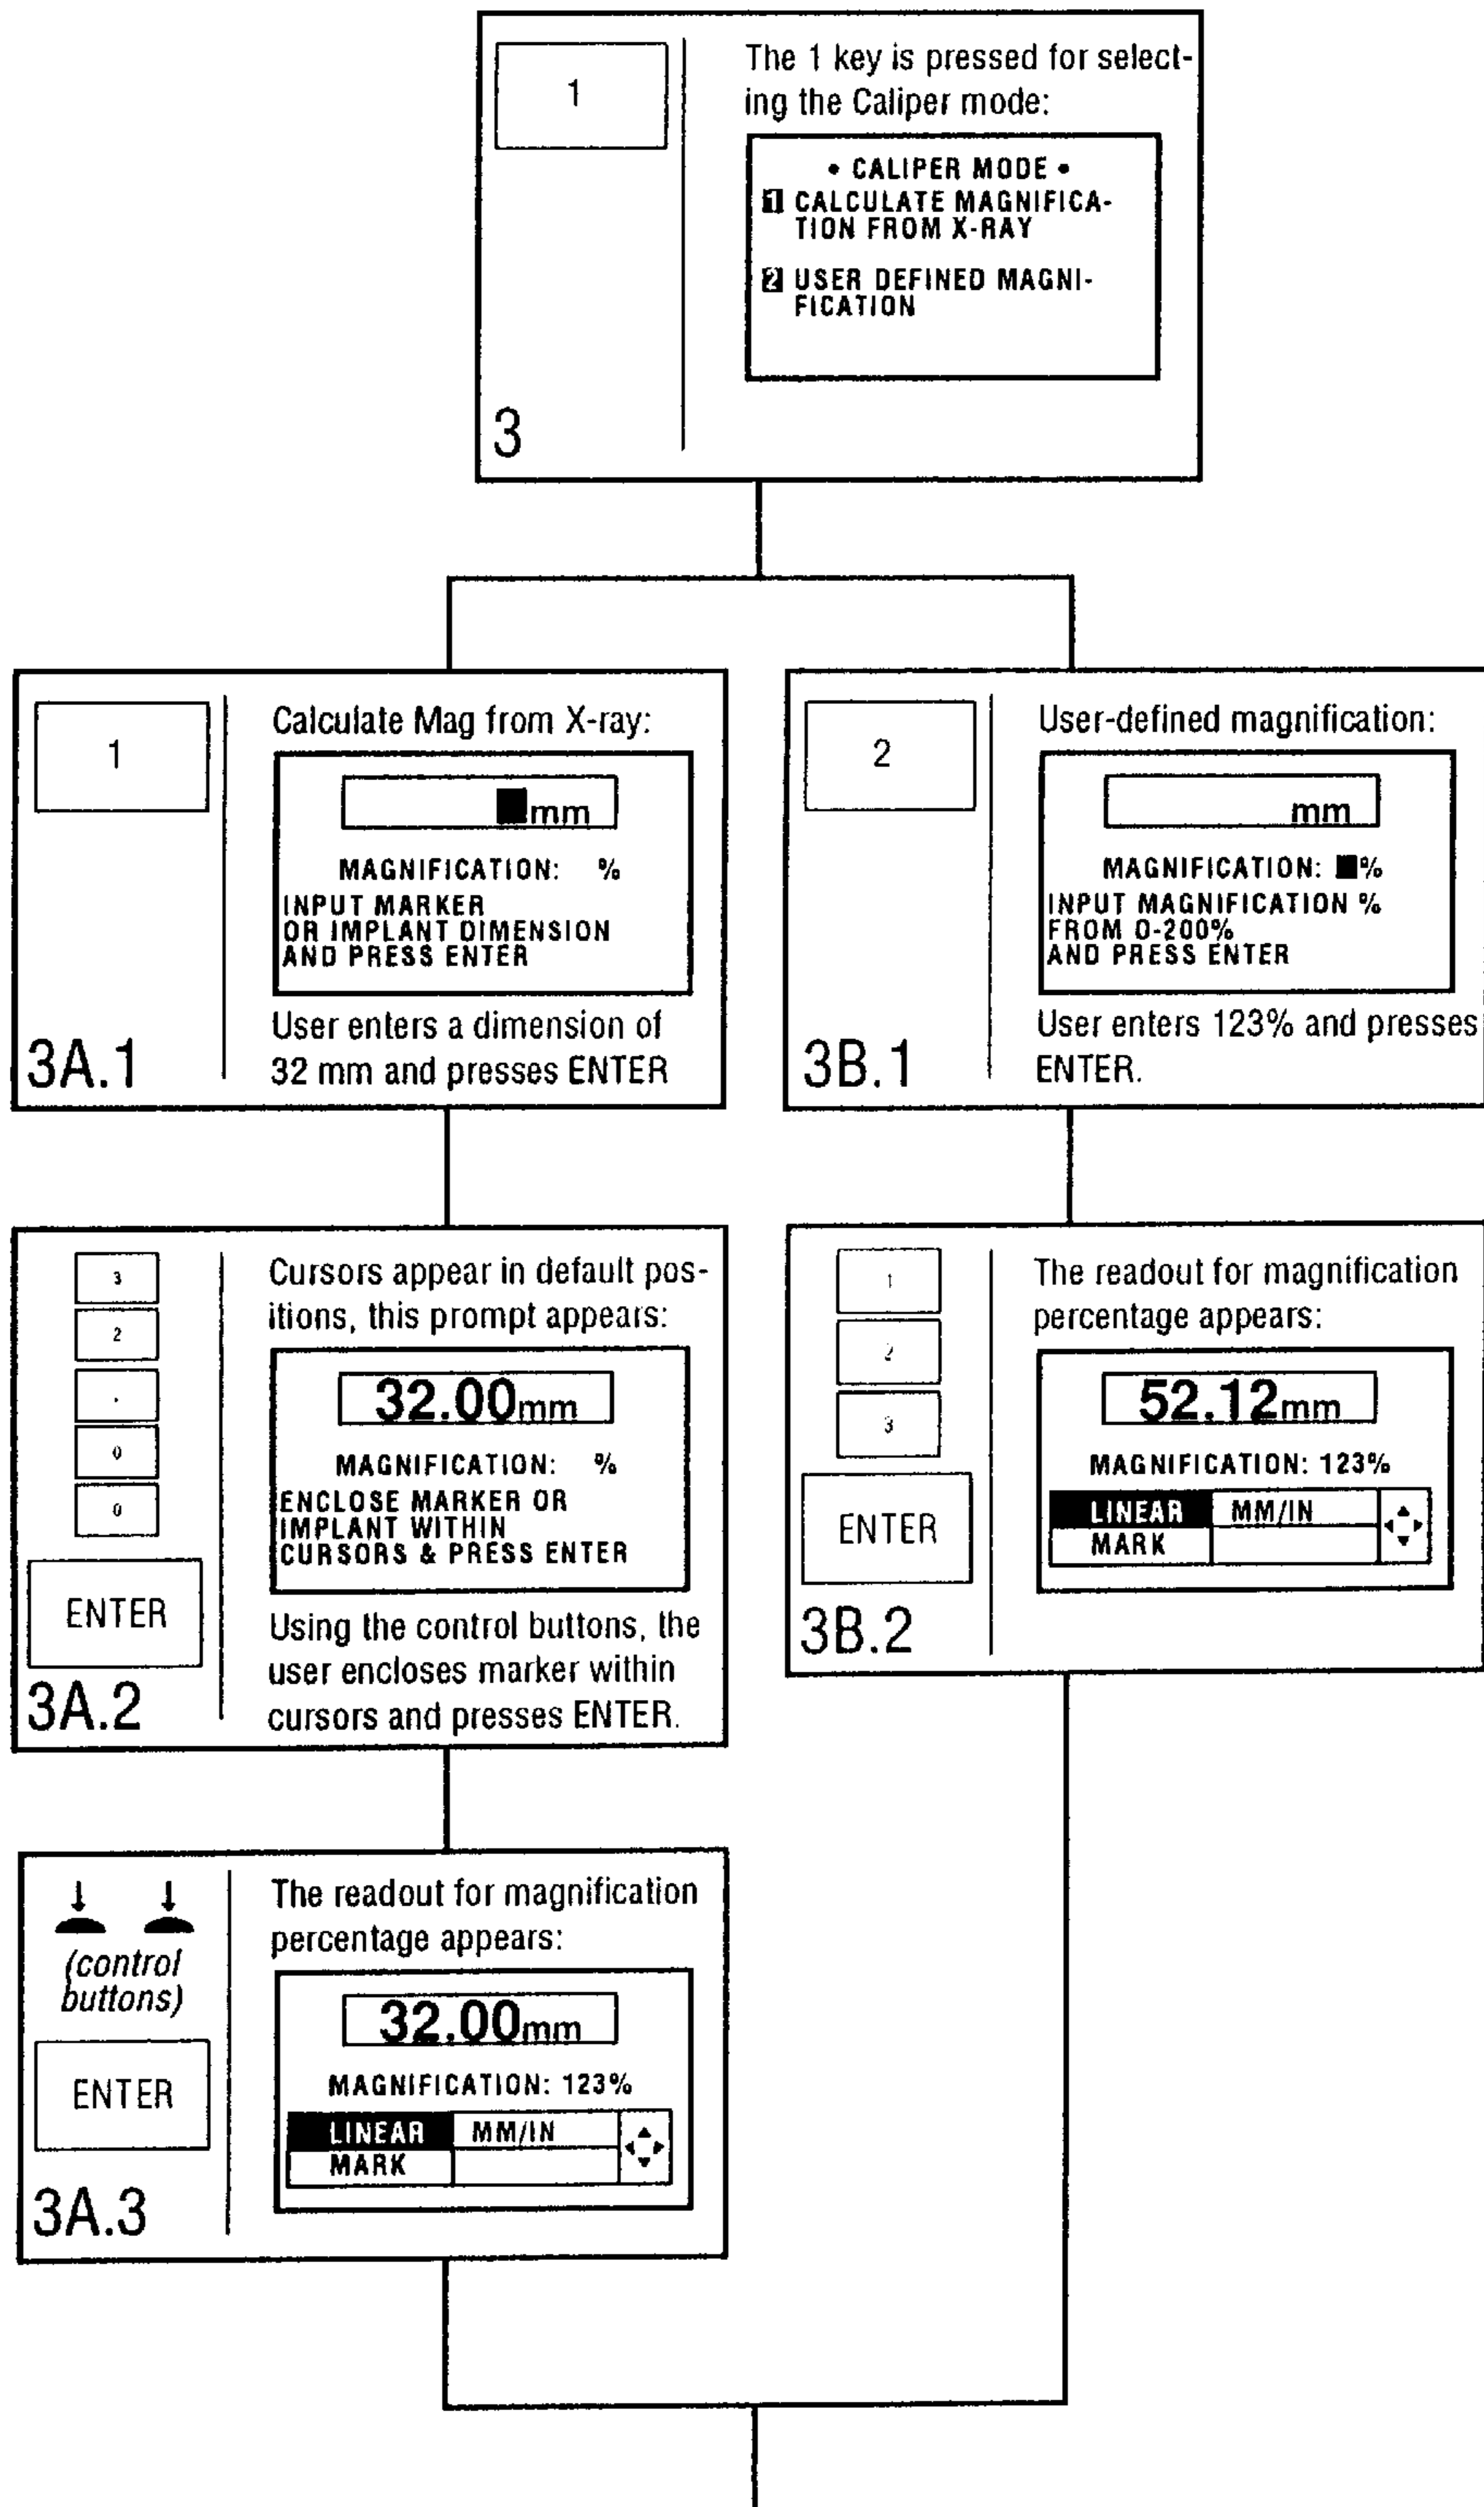 1
The 1 key is pressed for select-
ing the Caliper mode:
• CALIPER MODE •
1 CALCULATE MAGNIFICA-
TION FROM X-RAY
2 USER DEFINED MAGNI-
FICATION
3
1
Calculate Mag from X-ray:
mm
MAGNIFICATION: %
INPUT MARKER
OR IMPLANT DIMENSION
AND PRESS ENTER
User enters a dimension of
32 mm and presses ENTER
3A.1
2
User-defined magnification:
mm
MAGNIFICATION: %
INPUT MAGNIFICATION %
FROM 0-200%
AND PRESS ENTER
User enters 123% and presses
ENTER.
3B.1
3
2
.
0
0
ENTER
Cursors appear in default pos-
itions, this prompt appears:
32.00mm
MAGNIFICATION: %
ENCLOSE MARKER OR
IMPLANT WITHIN
CURSORS & PRESS ENTER
Using the control buttons, the
user encloses marker within
cursors and presses ENTER.
3A.2
1
2
3
ENTER
The readout for magnification
percentage appears:
52.12mm
MAGNIFICATION: 123%
LINEAR MM/IN
MARK
3B.2
(control
buttons)
ENTER
The readout for magnification
percentage appears:
32.00mm
MAGNIFICATION: 123%
LINEAR MM/IN
MARK
3A.3